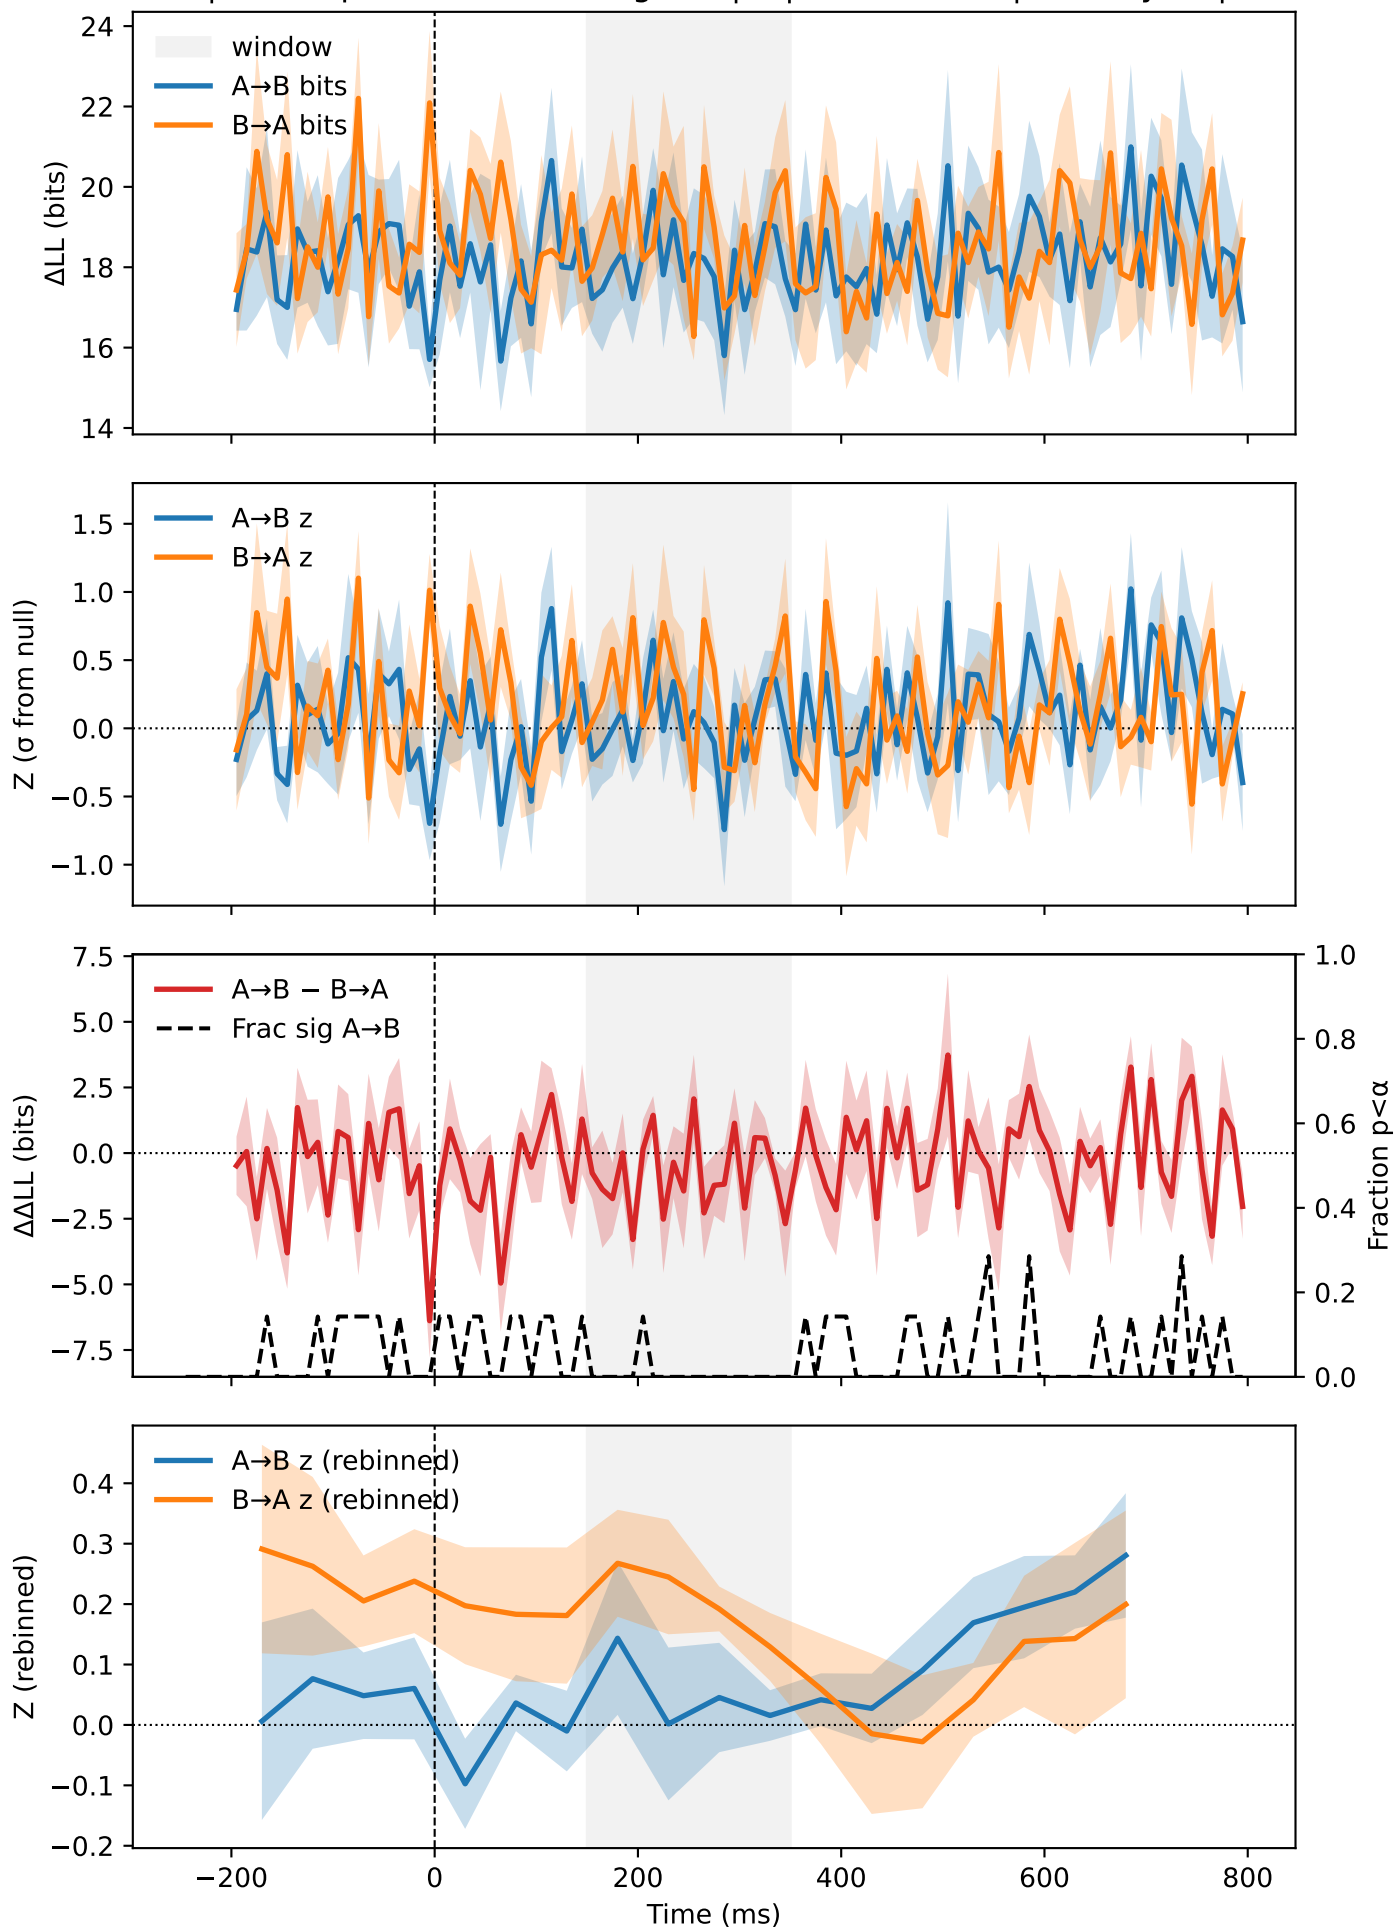 24
22
20
18
16
14
ΔLL (bits)
window
A→B bits
B→A bits
1.5
1.0
0.5
0.0
−0.5
−1.0
Z (σ from null)
A→B z
B→A z
7.5
5.0
2.5
0.0
−2.5
−5.0
−7.5
ΔΔLL (bits)
A→B − B→A
Frac sig A→B
1.0
0.8
0.6
0.4
0.2
0.0
Fraction p<α
0.4
0.3
0.2
0.1
0.0
−0.1
−0.2
Z (rebinned)
A→B z (rebinned)
B→A z (rebinned)
−200
0
200
400
600
800
Time (ms)